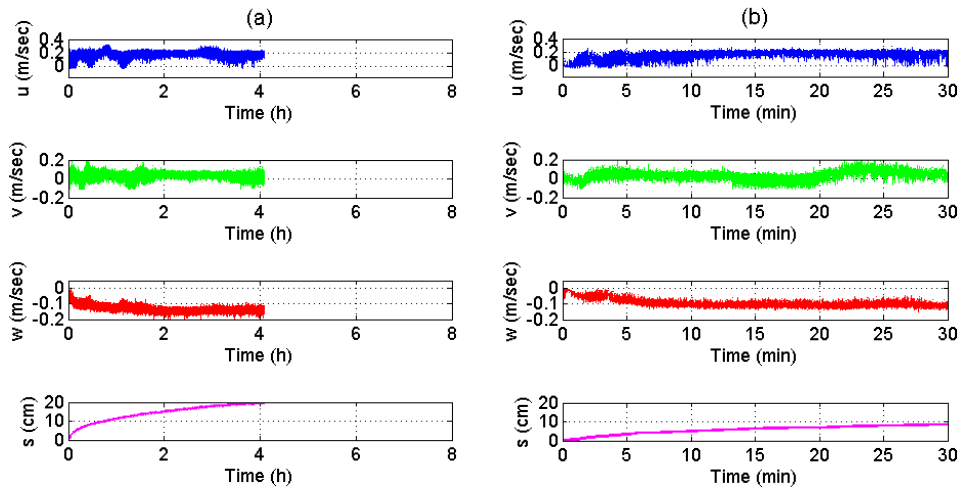 (a)
u (m/sec)
0.4
0.2
0
0 2 4 6 8
Time (h)
v (m/sec)
0.2
0
-0.2
0 2 4 6 8
Time (h)
w (m/sec)
0
-0.1
-0.2
0 2 4 6 8
Time (h)
s (cm)
20
10
0
0 2 4 6 8
Time (h)
(b)
u (m/sec)
0.4
0.2
0
0 5 10 15 20 25 30
Time (min)
v (m/sec)
0.2
0
-0.2
0 5 10 15 20 25 30
Time (min)
w (m/sec)
0
-0.1
-0.2
0 5 10 15 20 25 30
Time (min)
s (cm)
20
10
0
0 5 10 15 20 25 30
Time (min)